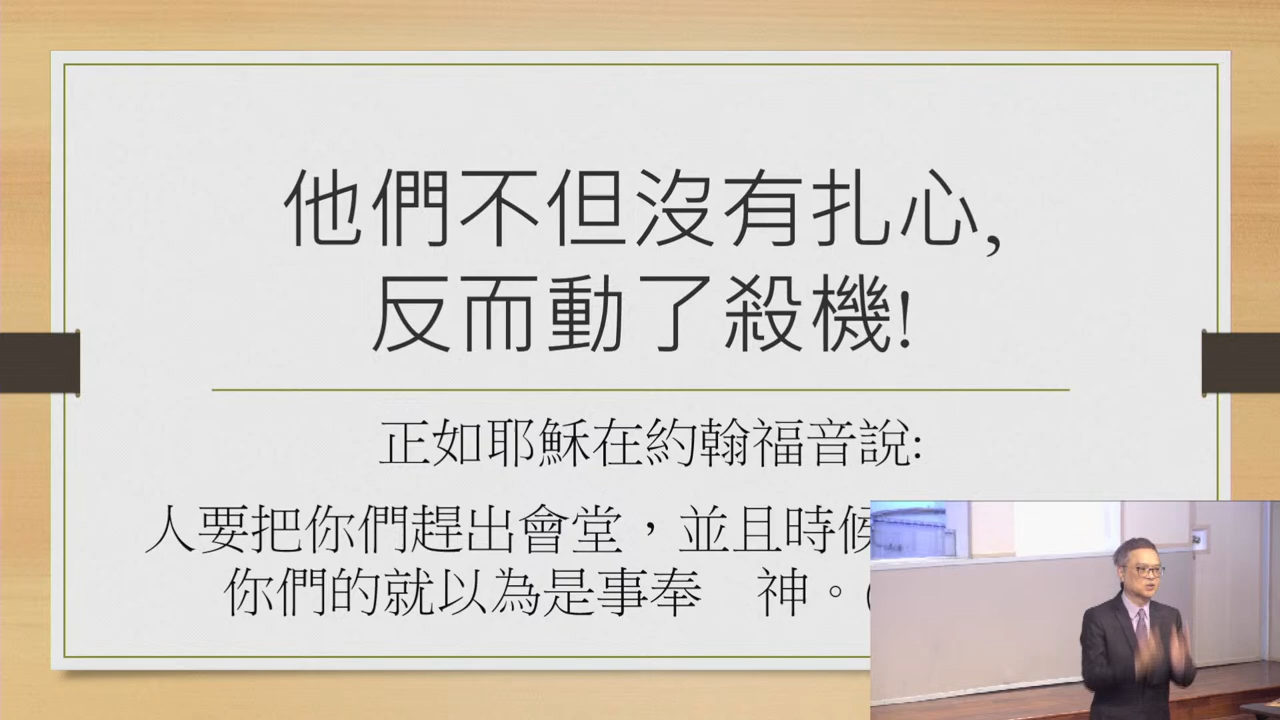 他們不但沒有扎心,
反而動了殺機!
正如耶穌在約翰福音說:
人要把你們趕出會堂，並且時候
你們的就以為是事奉　神。(